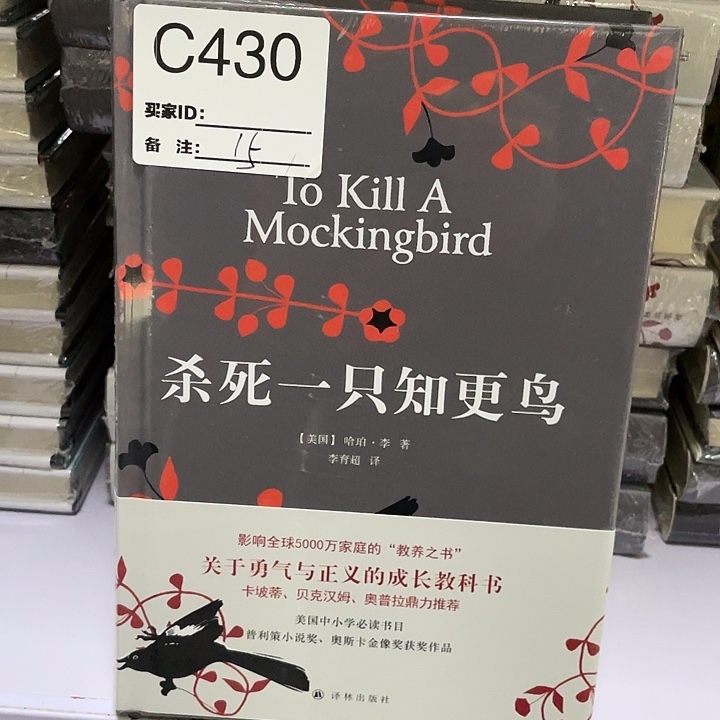 C430
买家ID:
备 注: 15
To Kill A
Mockingbird
杀死一只知更鸟
【美国】 哈珀·李 著
李育超 译
影响全球5000万家庭的“教养之书”
关于勇气与正义的成长教科书
卡坡蒂、贝克汉姆、奥普拉鼎力推荐
美国中小学必读书目
普利策小说奖、奥斯卡金像奖获奖作品
译林出版社